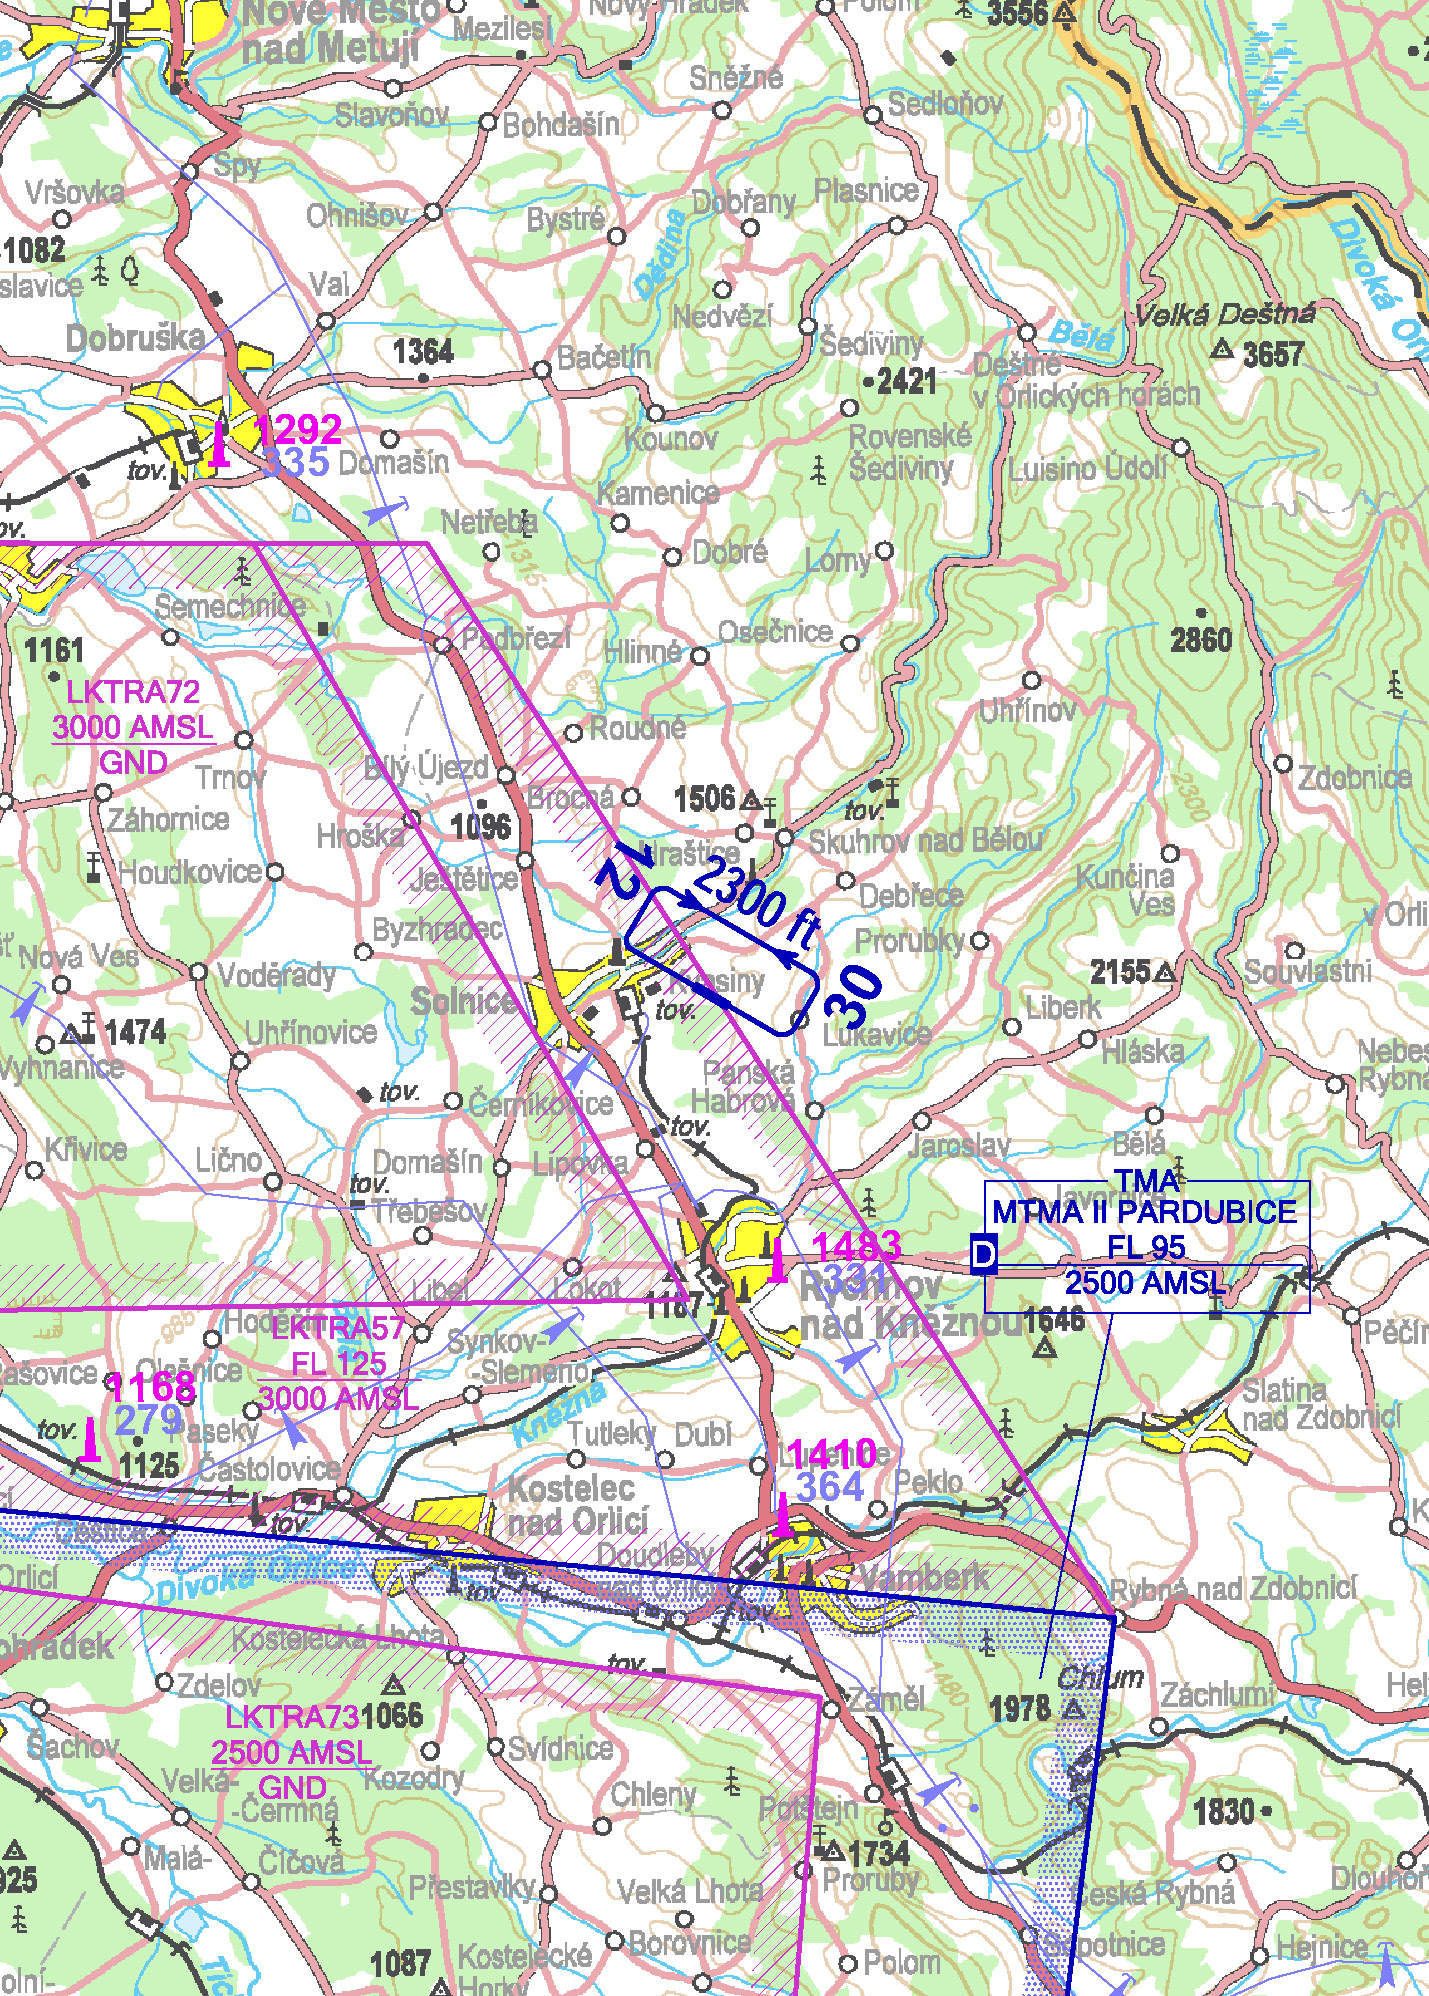 Nové Město
nad Metují
Mezilesí
Nový Hrádek
Polom
3556
Sněžné
Sedloňov
Slavoňov
Bohdašín
Spy
Vršovka
Ohnišov
Bystré
Dobřany
Plasnice
1082
slavice
Dědina
Divoká Orl
Val
Nedvězí
Velká Deštná
3657
Dobruška
1364
Bačetín
Šediviny
Bělá
Deštné
v Orlických horách
2421
Kounov
Rovenské
Šediviny
Luisino Údolí
1292
335
tov.
Domašín
Kamenice
Netřeba
Dobré
Lomy
ov.
1315
Semechnice
Podbřezí
Hlinné
Osečnice
2860
1161
LKTRA72
3000 AMSL
GND
Uhřínov
Roudné
Trnov
Bílý Újezd
Brocná
1506
tov.
Zdobnice
2300
Záhornice
Hroška
1096
Hraštice
Skuhrov nad Bělou
Houdkovice
Ještětice
12
2300 ft
Debřece
Kunčina
Ves
Byzhradec
Prorubky
v Orli
Nová Ves
Voděrady
Solnice
Kvasiny
30
2155
Souvlastní
tov.
Liberk
1474
Uhřínovice
Lukavice
Hláska
Vyhnanice
Panská
Habrová
Nebes
Rybná
tov.
Černíkovice
tov.
Jaroslav
Bělá
Křivice
Lično
Domašín
Lipovka
tov.
Třebešov
Javornice
TMA
MTMA II PARDUBICE
FL 95
2500 AMSL
D
1483
331
Rychnov
nad Kněžnou
1646
Libel
Lokot
1187
985
LKTRA57
FL 125
3000 AMSL
Synkov-
-Slemeno
Pěčín
Olešnice
1168
279
Kněžna
Slatina
nad Zdobnicí
tov.
Paseky
1125
Častolovice
Tutleky
Dubí
1410
364
Peklo
Kostelec
nad Orlicí
tov.
Čestice
Orlicí
Divoká Orlice
Doudleby
nad Orlicí
tov.
tov.
Vamberk
Rybná nad Zdobnicí
Kostelecká Lhota
tov.
Zdelov
Chlum
1978
Záchlumí
Hel
Záměl
LKTRA73
2500 AMSL
GND
1066
Šachov
Svídnice
Kozodry
Velká-
-Čermná
Chleny
Potštejn
1830
Malá-
Číčová
1734
Proruby
925
Přestavlky
Velká Lhota
Česká Rybná
Borovnice
Sopotnice
Hejnice
1087
Kostelecké
Horky
Polom
olní-